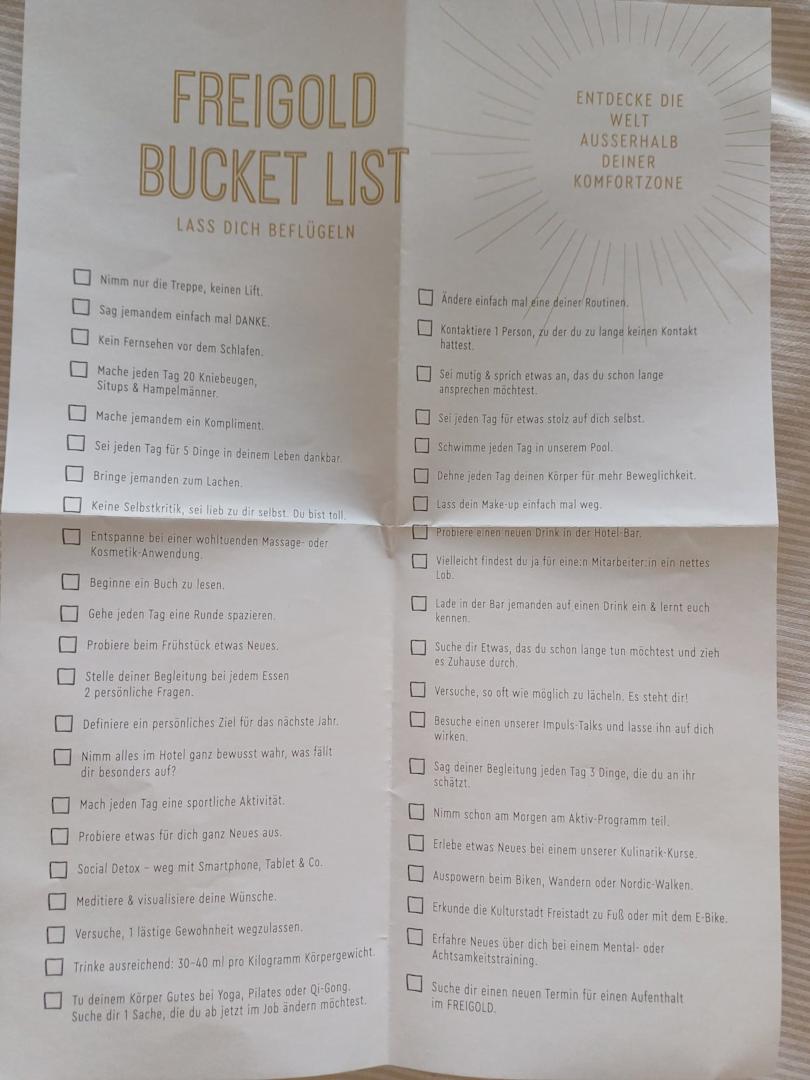 FREIGOLD
BUCKET LIST
LASS DICH BEFLÜGELN
ENTDECKE DIE
WELT
AUSSERHALB
DEINER
KOMFORTZONE
Nimm nur die Treppe, keinen Lift.
Sag jemandem einfach mal DANKE.
Kein Fernsehen vor dem Schlafen.
Mache jeden Tag 20 Kniebeugen,
Situps & Hampelmänner.
Mache jemandem ein Kompliment.
Sei jeden Tag für 5 Dinge in deinem Leben dankbar.
Bringe jemanden zum Lachen.
Keine Selbstkritik, sei lieb zu dir selbst. Du bist toll.
Entspanne bei einer wohltuenden Massage- oder
Kosmetik-Anwendung.
Beginne ein Buch zu lesen.
Gehe jeden Tag eine Runde spazieren.
Probiere beim Frühstück etwas Neues.
Stelle deiner Begleitung bei jedem Essen
2 persönliche Fragen.
Definiere ein persönliches Ziel für das nächste Jahr.
Nimm alles im Hotel ganz bewusst wahr, was fällt
dir besonders auf?
Mach jeden Tag eine sportliche Aktivität.
Probiere etwas für dich ganz Neues aus.
Social Detox – weg mit Smartphone, Tablet & Co.
Meditiere & visualisiere deine Wünsche.
Versuche, 1 lästige Gewohnheit wegzulassen.
Trinke ausreichend: 30-40 ml pro Kilogramm Körpergewicht.
Tu deinem Körper Gutes bei Yoga, Pilates oder Qi-Gong.
Suche dir 1 Sache, die du ab jetzt im Job ändern möchtest.
Ändere einfach mal eine deiner Routinen.
Kontaktiere 1 Person, zu der du zu lange keinen Kontakt
hattest.
Sei mutig & sprich etwas an, das du schon lange
ansprechen möchtest.
Sei jeden Tag für etwas stolz auf dich selbst.
Schwimme jeden Tag in unserem Pool.
Dehne jeden Tag deinen Körper für mehr Beweglichkeit.
Lass dein Make-up einfach mal weg.
Probiere einen neuen Drink in der Hotel-Bar.
Vielleicht findest du ja für eine:n Mitarbeiter:in ein nettes
Lob.
Lade in der Bar jemanden auf einen Drink ein & lernt euch
kennen.
Suche dir Etwas, das du schon lange tun möchtest und zieh
es Zuhause durch.
Versuche, so oft wie möglich zu lächeln. Es steht dir!
Besuche einen unserer Impuls-Talks und lasse ihn auf dich
wirken.
Sag deiner Begleitung jeden Tag 3 Dinge, die du an ihr
schätzt.
Nimm schon am Morgen am Aktiv-Programm teil.
Erlebe etwas Neues bei einem unserer Kulinarik-Kurse.
Auspowern beim Biken, Wandern oder Nordic-Walken.
Erkunde die Kulturstadt Freistadt zu Fuß oder mit dem E-Bike.
Erfahre Neues über dich bei einem Mental- oder
Achtsamkeitstraining.
Suche dir einen neuen Termin für einen Aufenthalt
im FREIGOLD.